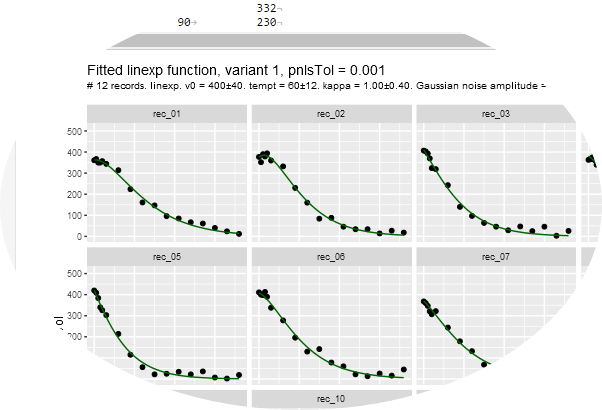 332
90 230
Fitted linexp function, variant 1, pnlsTol = 0.001
# 12 records. linexp. v0 = 400±40. tempt = 60±12. kappa = 1.00±0.40. Gaussian noise amplitude =
rec_01 rec_02 rec_03
500
400
300
200
100
0
rec_05 rec_06 rec_07
500
400
300
200
rec_10